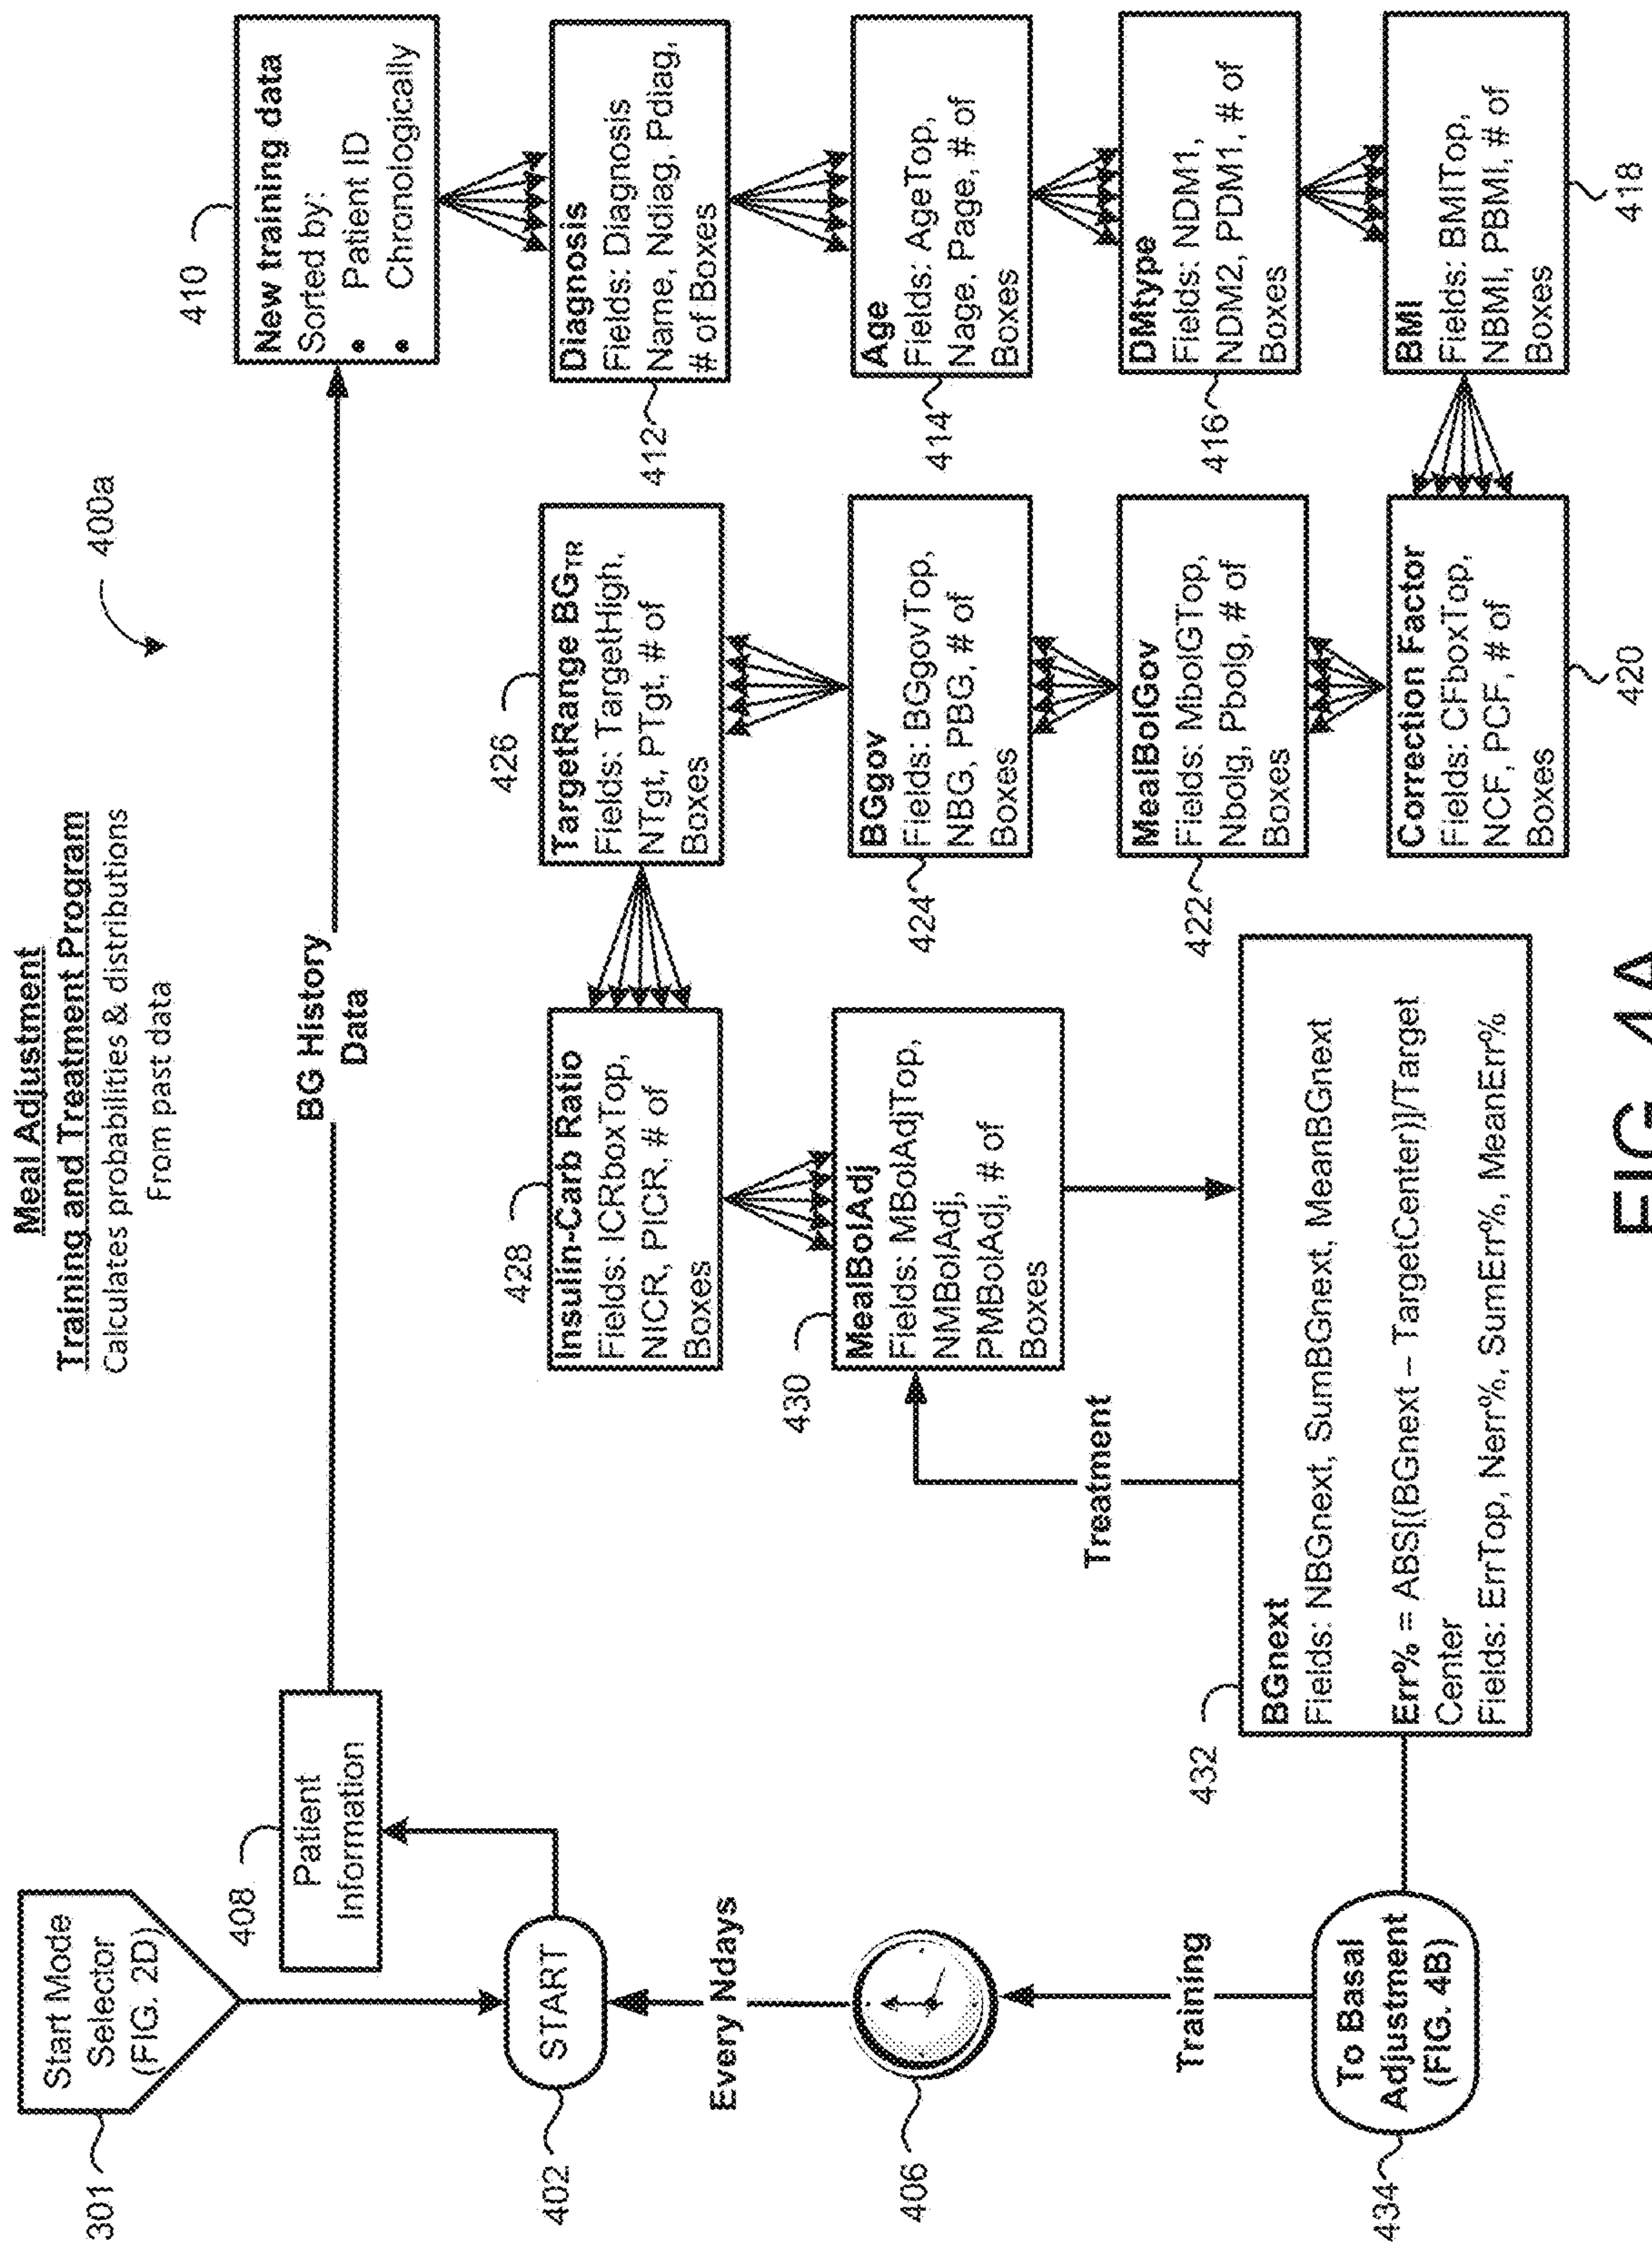 Meal Adjustment
Training and Treatment Program
Calculates probabilities & distributions
From past data
400a
301
Start Mode
Selector
(FIG. 2D)
408
Patient
Information
BG History
Data
410
New training data
Sorted by:
• Patient ID
• Chronologically
402
START
Every Ndays
406
Training
434
To Basal
Adjustment
(FIG. 4B)
412
Diagnosis
Fields: Diagnosis
Name, Ndiag, Pdiag,
# of Boxes
414
Age
Fields: AgeTop,
Nage, Page, # of
Boxes
416
DMtype
Fields: NDM1,
NDM2, PDM1, # of
Boxes
418
BMI
Fields: BMITop,
NBMI, PBMI, # of
Boxes
420
Correction Factor
Fields: CFboxTop,
NCF, PCF, # of
Boxes
422
MealBolGov
Fields: MbolGTop,
Nbolg, Pbolg, # of
Boxes
424
BGgov
Fields: BGgovTop,
NBG, PBG, # of
Boxes
426
TargetRange BGTR
Fields: TargetHigh,
NTgt, PTgt, # of
Boxes
428
Insulin-Carb Ratio
Fields: ICRboxTop,
NICR, PICR, # of
Boxes
430
MealBolAdj
Fields: MBolAdjTop,
NMBolAdj,
PMBolAdj, # of
Boxes
Treatment
432
BGnext
Fields: NBGnext, SumBGnext, MeanBGnext
Err% = ABS[(BGnext – TargetCenter)]/Target
Center
Fields: ErrTop, Nerr%, SumErr%, MeanErr%
FIG. 4A